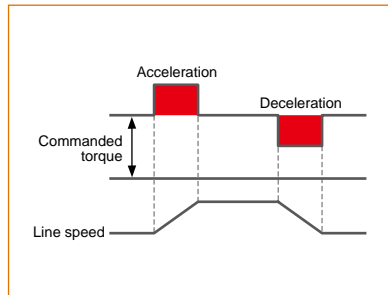 Acceleration
Deceleration
Commanded
torque
Line speed